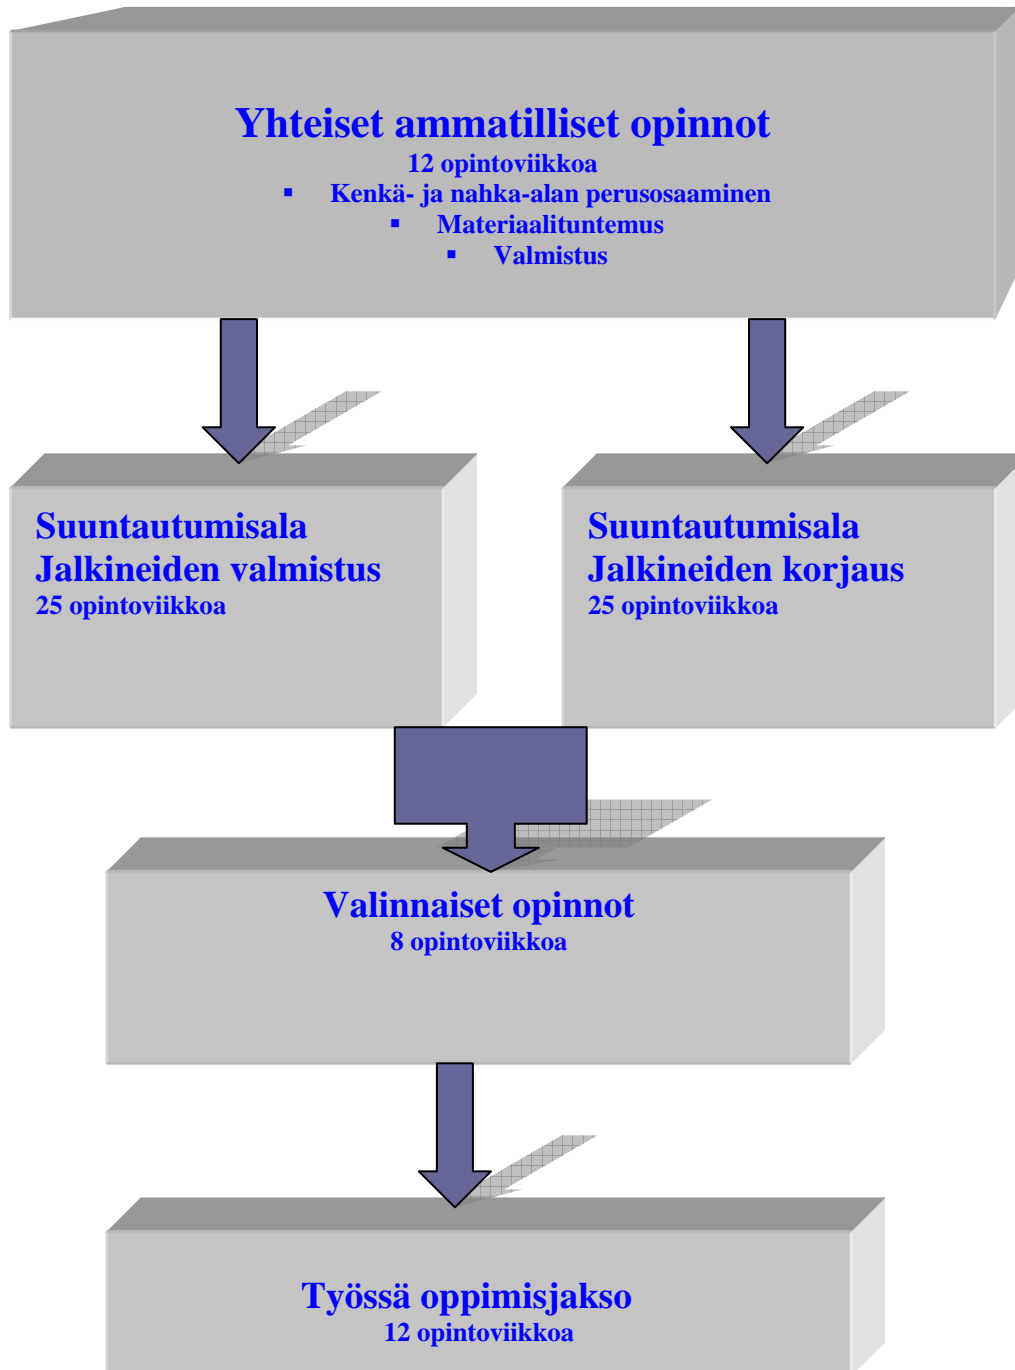 Yhteiset ammatilliset opinnot
12 opintoviikkoa
▪ Kenkä- ja nahka-alan perusosaaminen
▪ Materiaalituntemus
▪ Valmistus
Suuntautumisala
Jalkineiden valmistus
25 opintoviikkoa
Suuntautumisala
Jalkineiden korjaus
25 opintoviikkoa
Valinnaiset opinnot
8 opintoviikkoa
Työssä oppimisjakso
12 opintoviikkoa